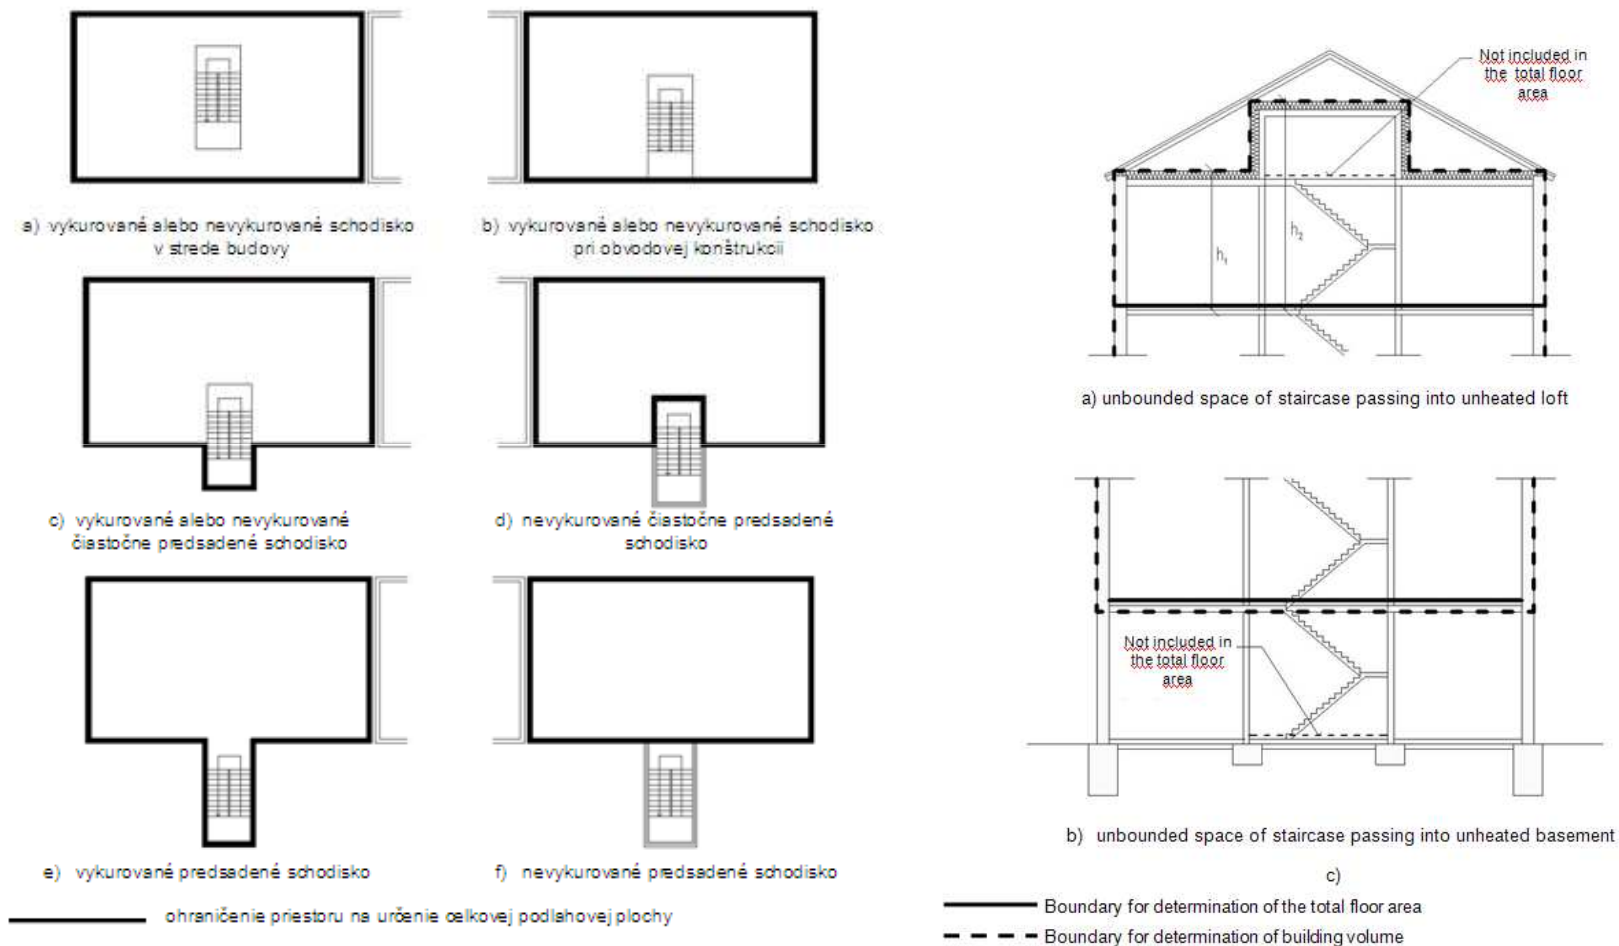 a) vykurované alebo nevykurované schodisko
v strede budovy
b) vykurované alebo nevykurované schodisko
pri obvodovej konštrukcii
c) vykurované alebo nevykurované
čiastočne predsadené schodisko
d) nevykurované čiastočne predsadené
schodisko
e) vykurované predsadené schodisko
f) nevykurované predsadené schodisko
ohraničenie priestoru na určenie celkovej podlahovej plochy
Not included in
the total floor
area
h₁
h₂
a) unbounded space of staircase passing into unheated loft
Not included in
the total floor
area
b) unbounded space of staircase passing into unheated basement
c)
Boundary for determination of the total floor area
Boundary for determination of building volume